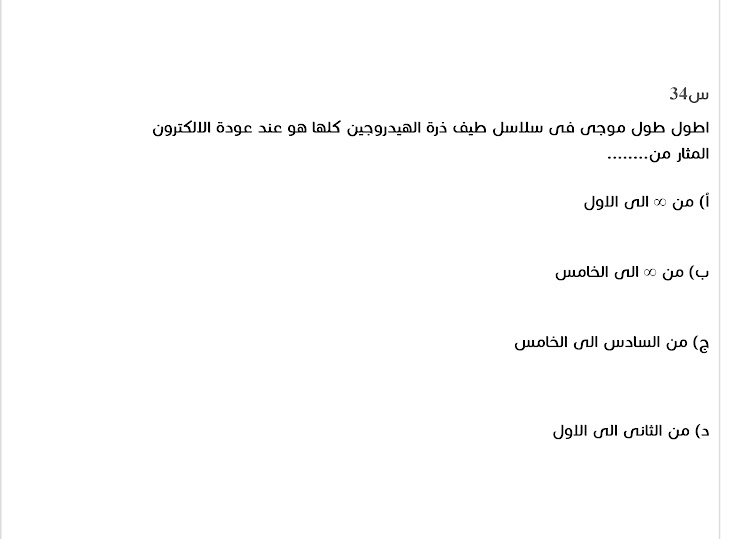 س34
اطول طول موجى فى سلاسل طيف ذرة الهيدروجين كلها هو عند عودة الالكترون
المثار من........
أ) من ∞ الى الاول
ب) من ∞ الى الخامس
ج) من السادس الى الخامس
د) من الثانى الى الاول